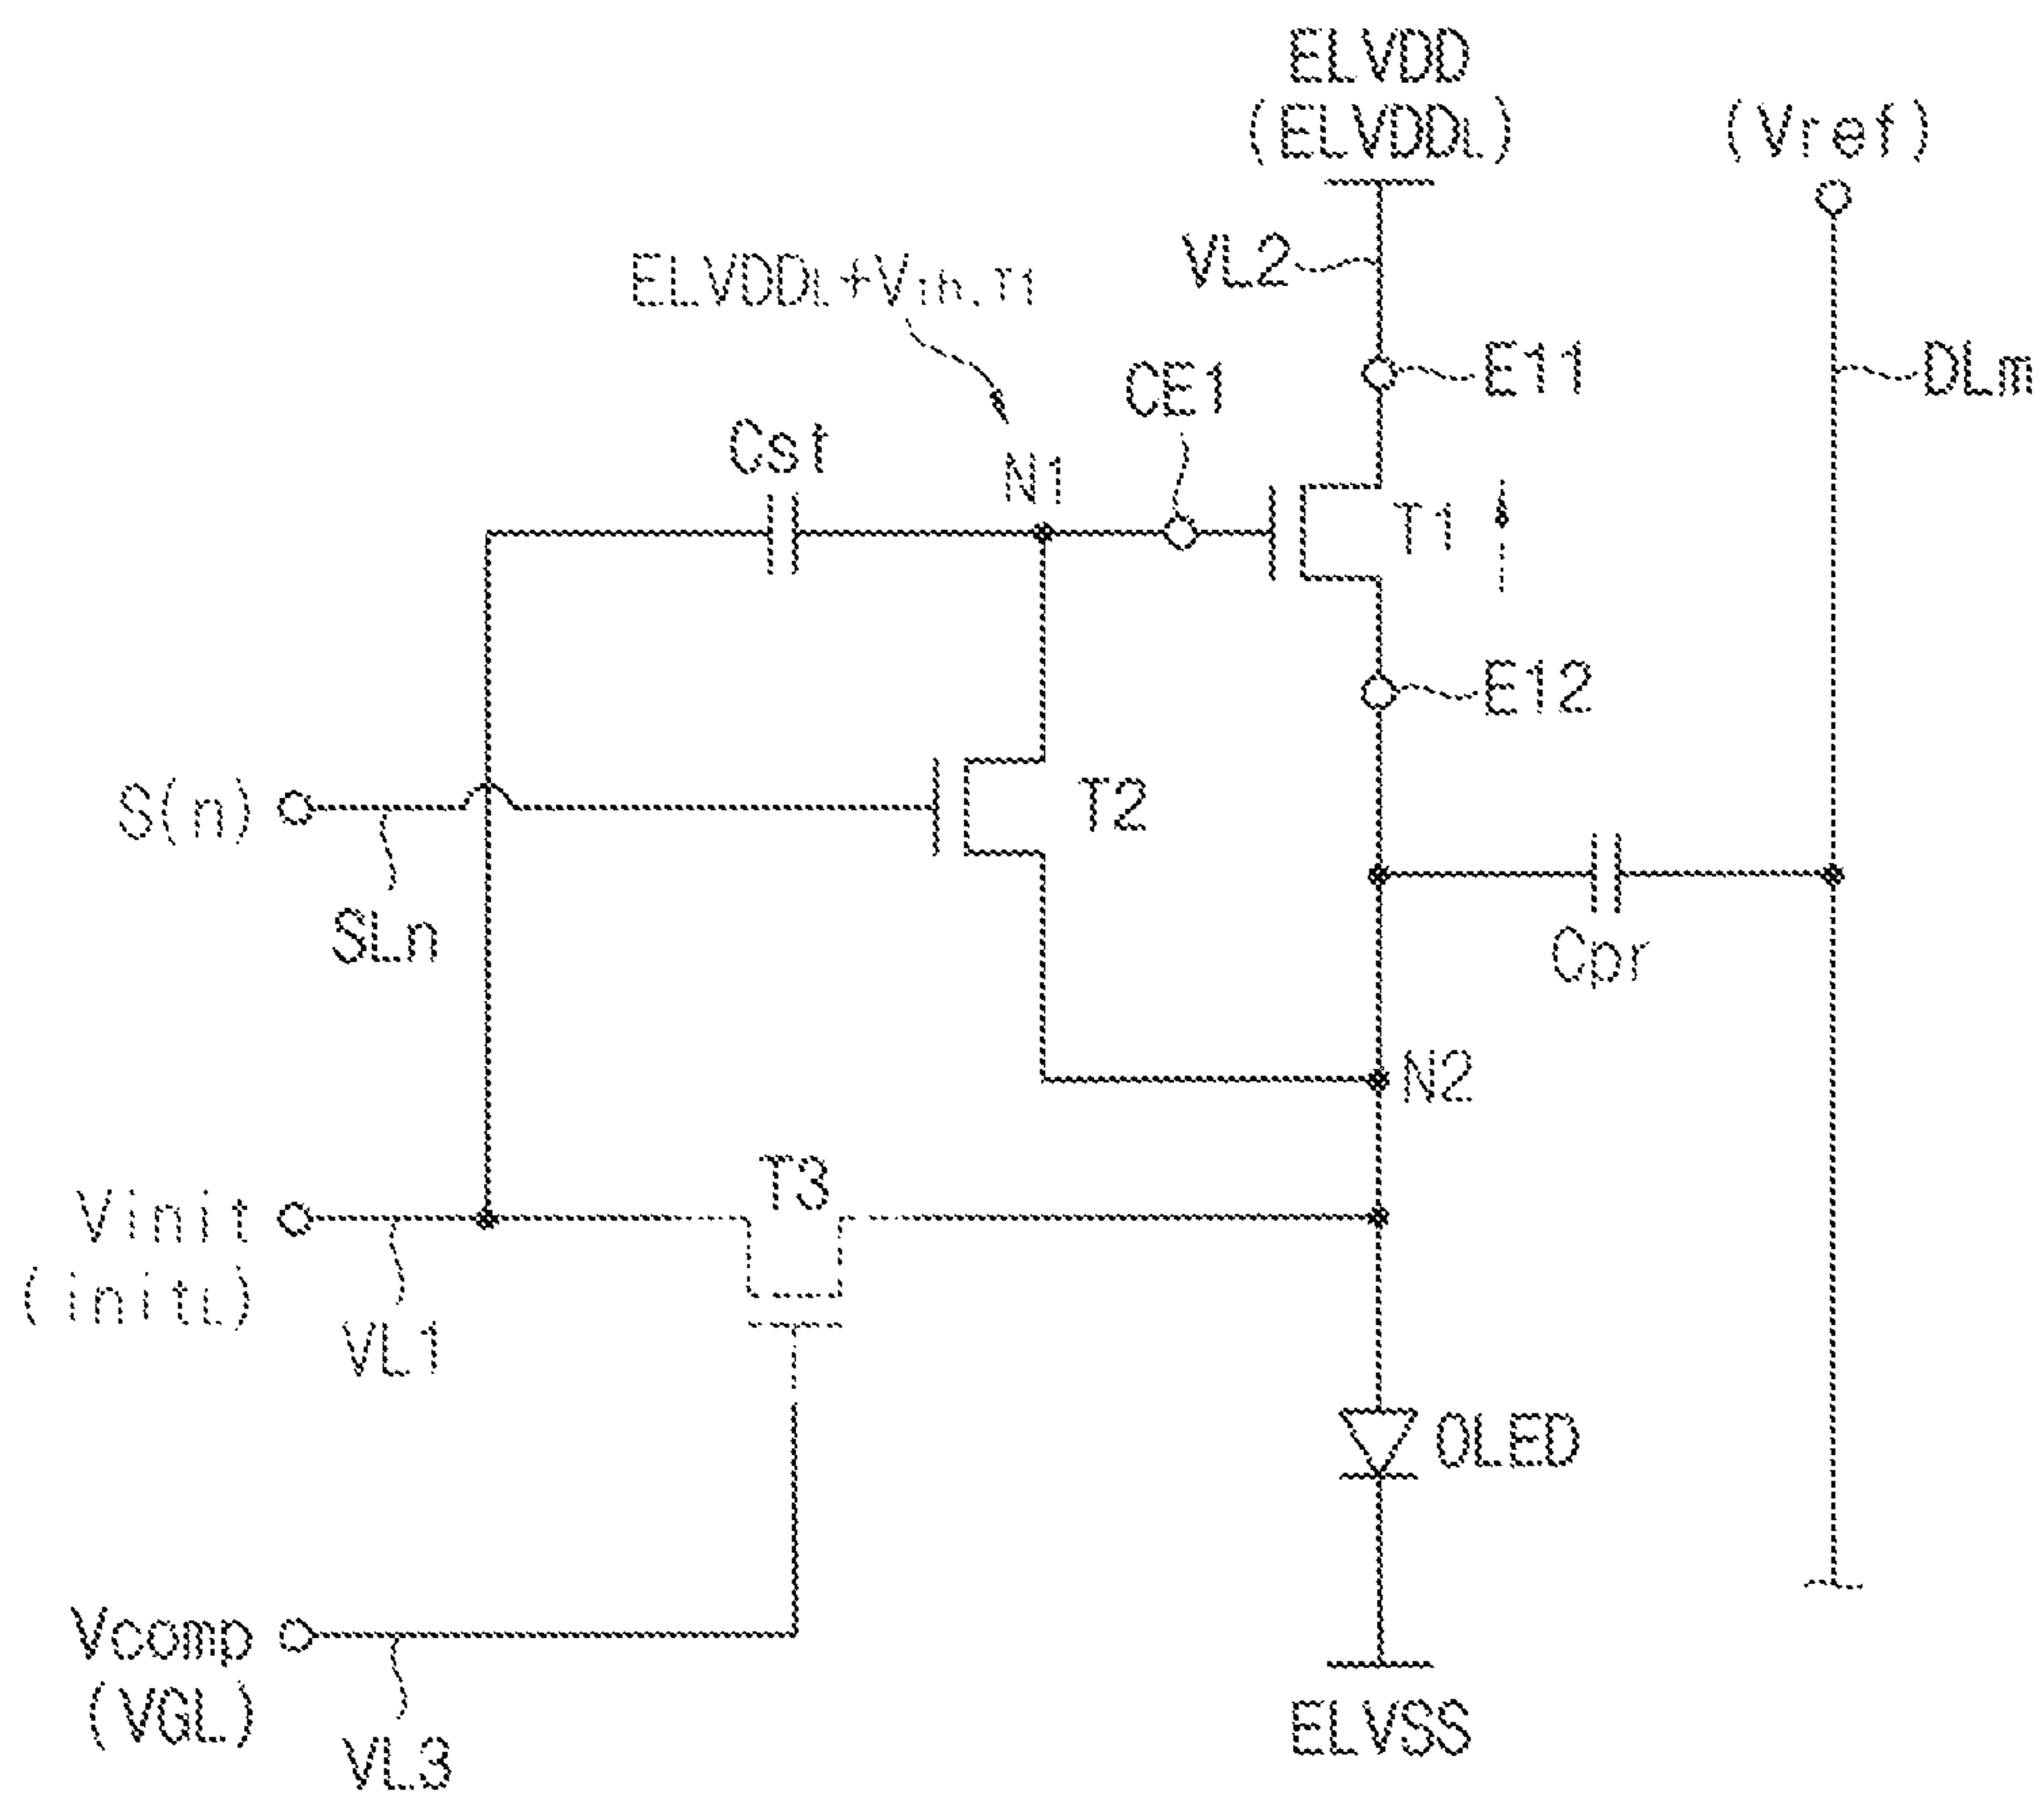 ELVDD
(ELVDDL)
(Vref)
VL2
ELVDDL+Vth.T1
E11
DLm
CE1
Cst
N1
T1
E12
S(n)
T2
SLn
Cpr
N2
T3
Vinit
(initL)
VL1
OLED
Vcomp
(VGL)
VL3
ELVSS